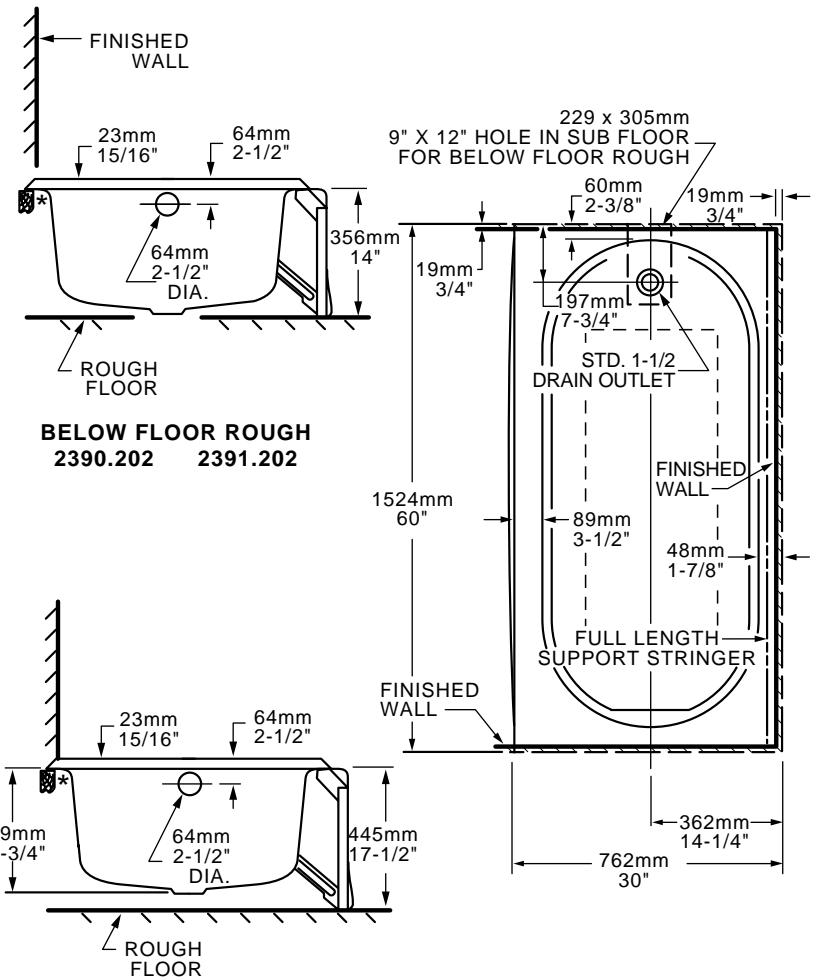 FINISHED
WALL
23mm
15/16"
64mm
2-1/2"
*
64mm
2-1/2"
DIA.
356mm
14"
ROUGH
FLOOR
BELOW FLOOR ROUGH
2390.202 2391.202
229 x 305mm
9" X 12" HOLE IN SUB FLOOR
FOR BELOW FLOOR ROUGH
60mm
2-3/8"
19mm
3/4"
19mm
3/4"
197mm
7-3/4"
STD. 1-1/2
DRAIN OUTLET
FINISHED
WALL
1524mm
60"
89mm
3-1/2"
48mm
1-7/8"
FULL LENGTH
SUPPORT STRINGER
FINISHED
WALL
362mm
14-1/4"
762mm
30"
23mm
15/16"
64mm
2-1/2"
*
9mm
-3/4"
64mm
2-1/2"
DIA.
445mm
17-1/2"
ROUGH
FLOOR